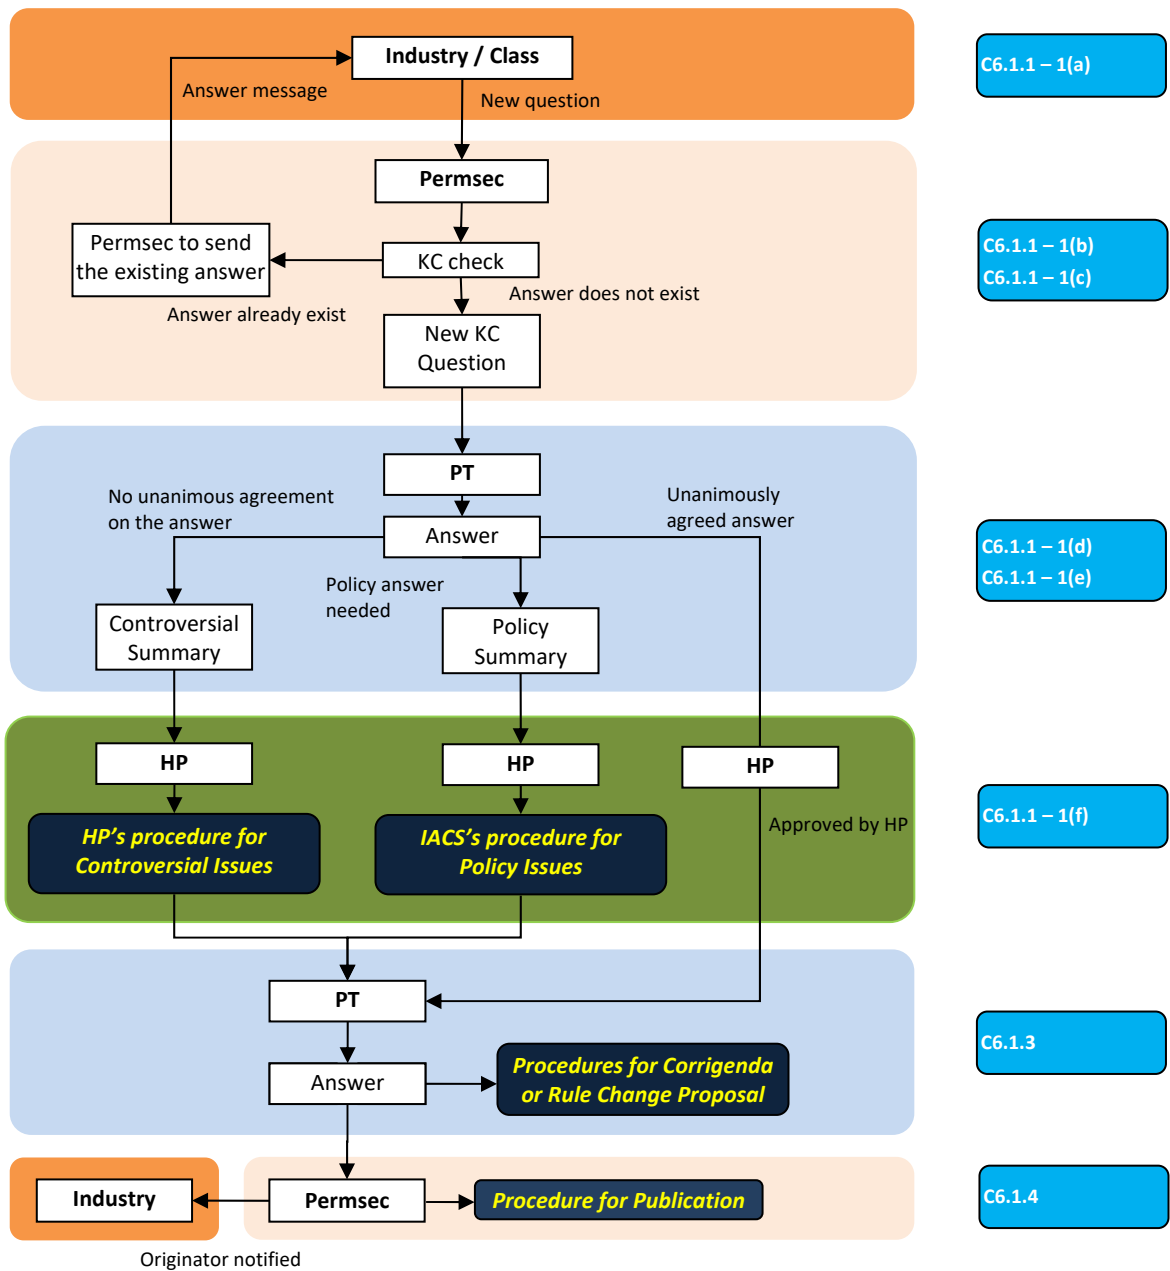 Industry / Class
C6.1.1 – 1(a)
Answer message
New question
Permsec
Permsec to send
the existing answer
KC check
C6.1.1 – 1(b)
C6.1.1 – 1(c)
Answer does not exist
Answer already exist
New KC
Question
PT
No unanimous agreement
on the answer
Unanimously
agreed answer
Answer
C6.1.1 – 1(d)
C6.1.1 – 1(e)
Policy answer
needed
Controversial
Summary
Policy
Summary
HP
HP
HP
HP's procedure for
Controversial Issues
IACS's procedure for
Policy Issues
Approved by HP
C6.1.1 – 1(f)
PT
C6.1.3
Answer
Procedures for Corrigenda
or Rule Change Proposal
Industry
Permsec
Procedure for Publication
C6.1.4
Originator notified